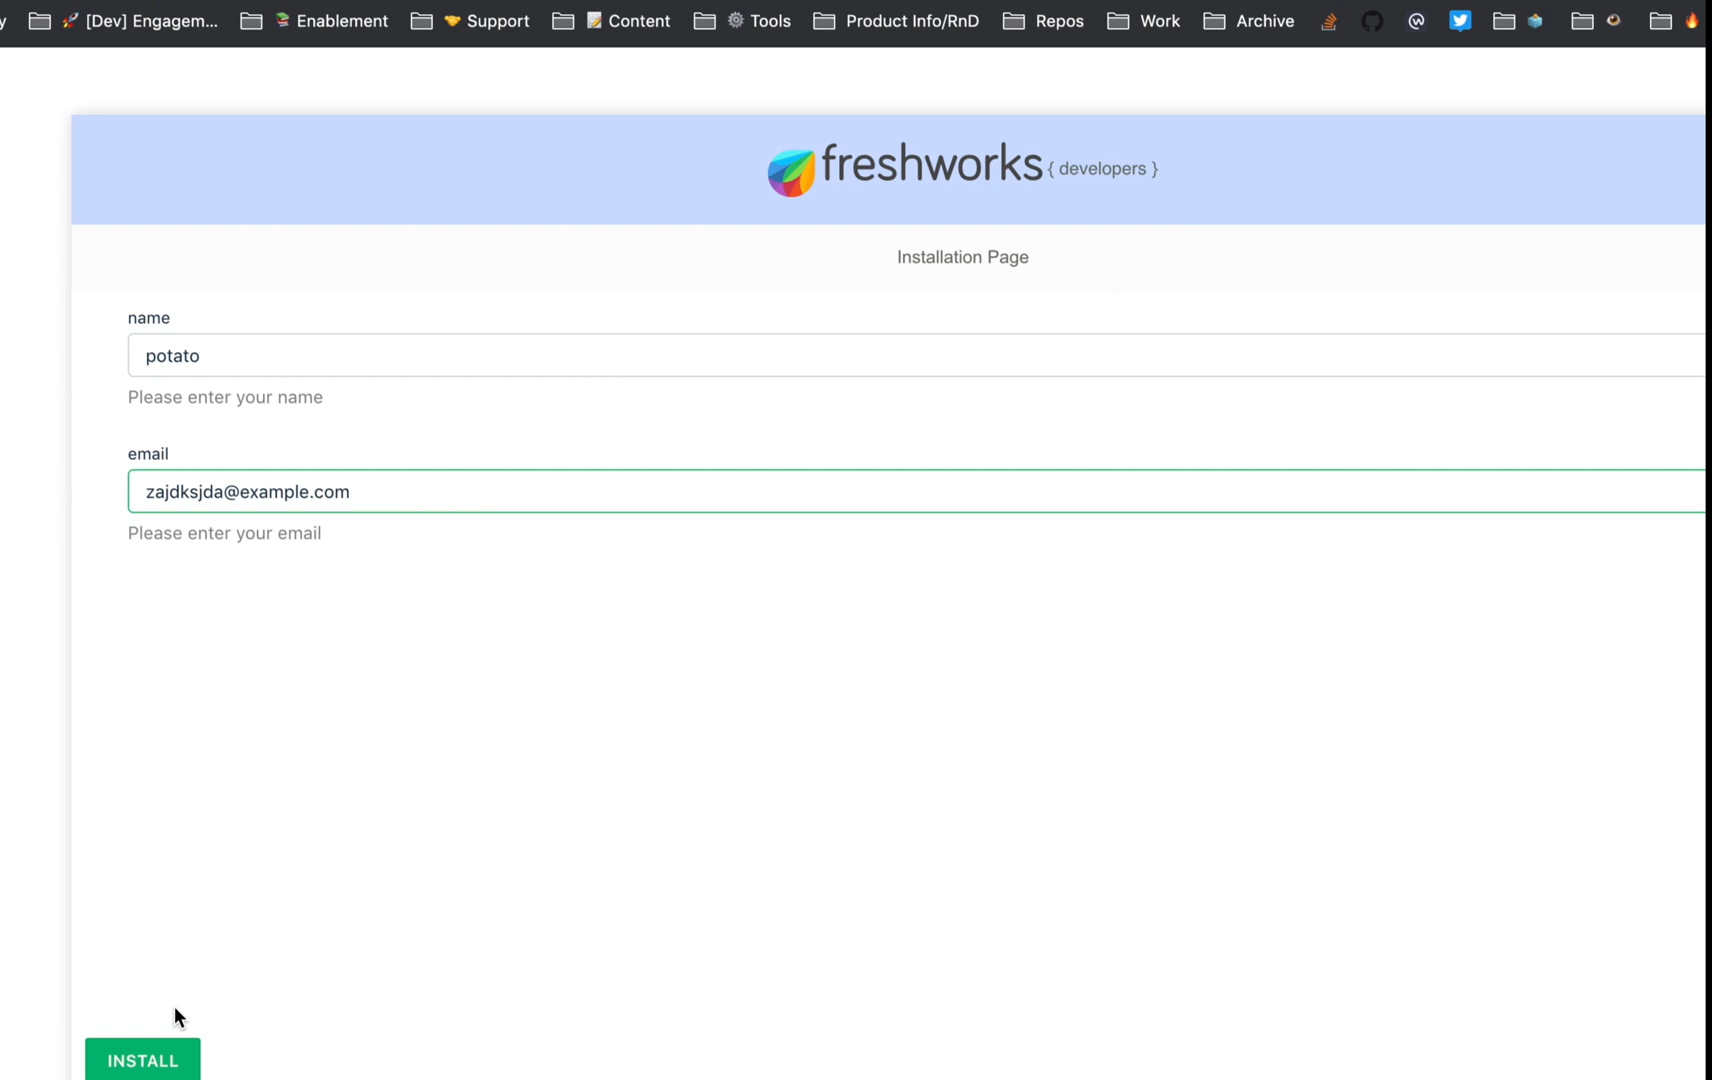 y [Dev] Engagem... Enablement Support Content Tools Product Info/RnD Repos Work Archive
freshworks { developers }
Installation Page
name
potato
Please enter your name
email
zajdksjda@example.com
Please enter your email
INSTALL